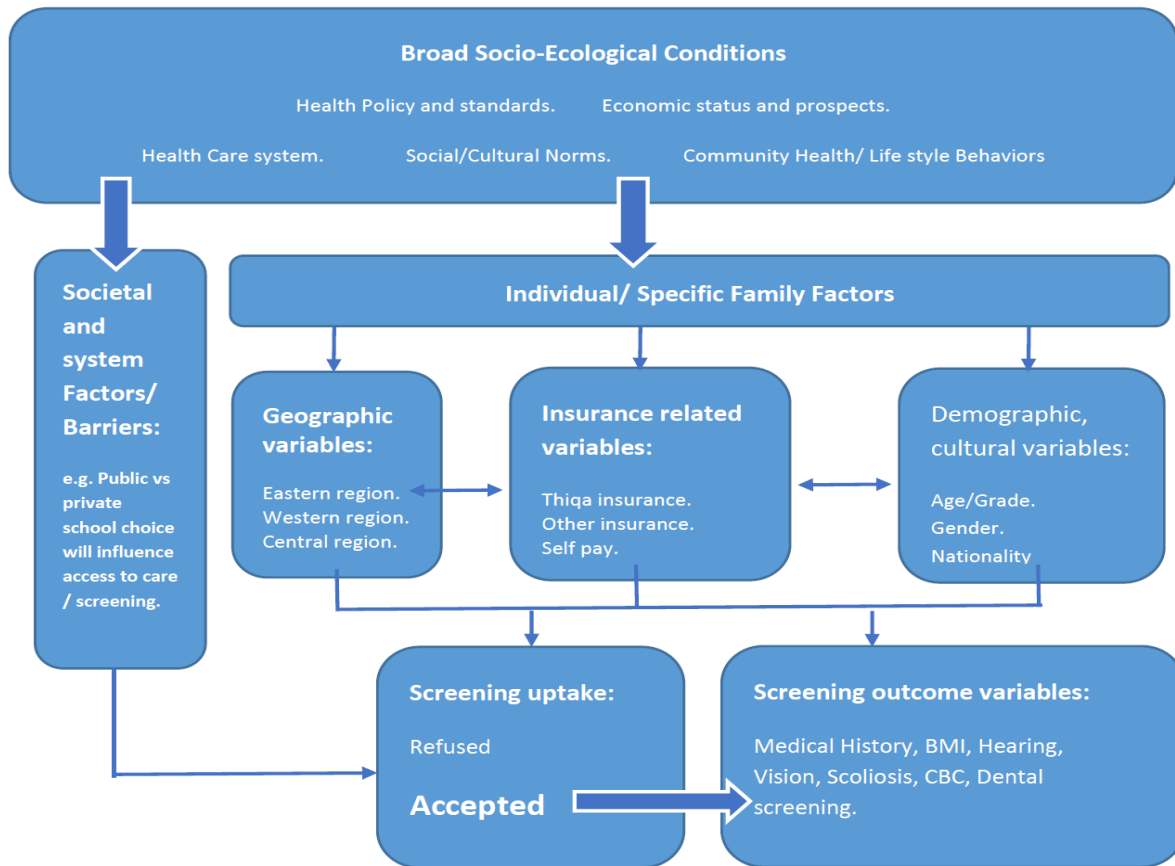 Broad Socio-Ecological Conditions
Health Policy and standards. Economic status and prospects.
Health Care system. Social/Cultural Norms. Community Health/ Life style Behaviors
Societal
and
system
Factors/
Barriers:
e.g. Public vs
private
school choice
will influence
access to care
/ screening.
Individual/ Specific Family Factors
Geographic
variables:
Eastern region.
Western region.
Central region.
Insurance related
variables:
Thiqa insurance.
Other insurance.
Self pay.
Demographic,
cultural variables:
Age/Grade.
Gender.
Nationality
Screening uptake:
Refused
Accepted
Screening outcome variables:
Medical History, BMI, Hearing,
Vision, Scoliosis, CBC, Dental
screening.